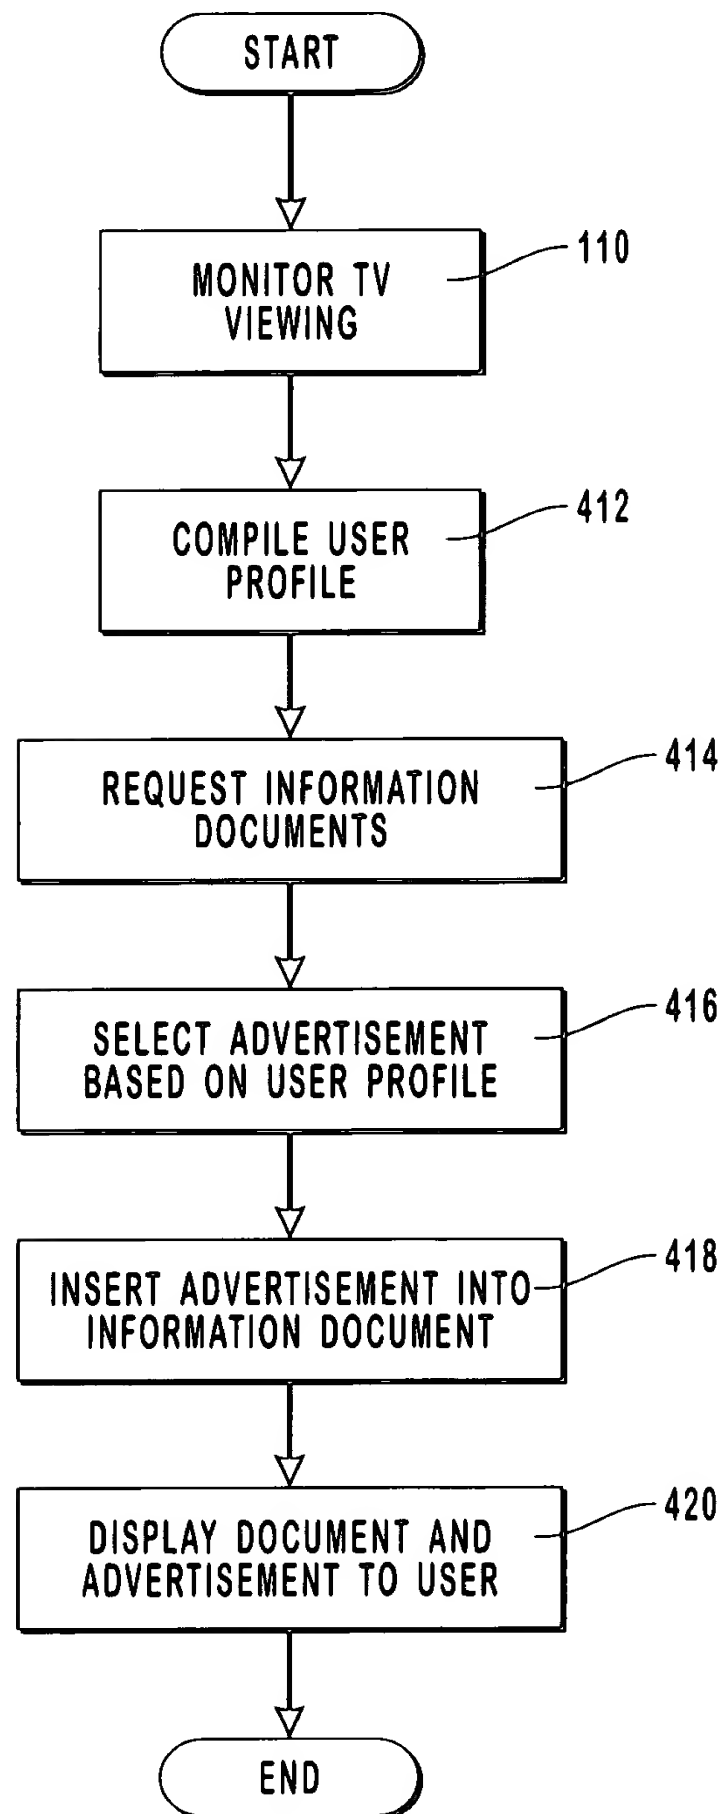 START
MONITOR TV
VIEWING
110
COMPILE USER
PROFILE
412
REQUEST INFORMATION
DOCUMENTS
414
SELECT ADVERTISEMENT
BASED ON USER PROFILE
416
INSERT ADVERTISEMENT INTO
INFORMATION DOCUMENT
418
DISPLAY DOCUMENT AND
ADVERTISEMENT TO USER
420
END